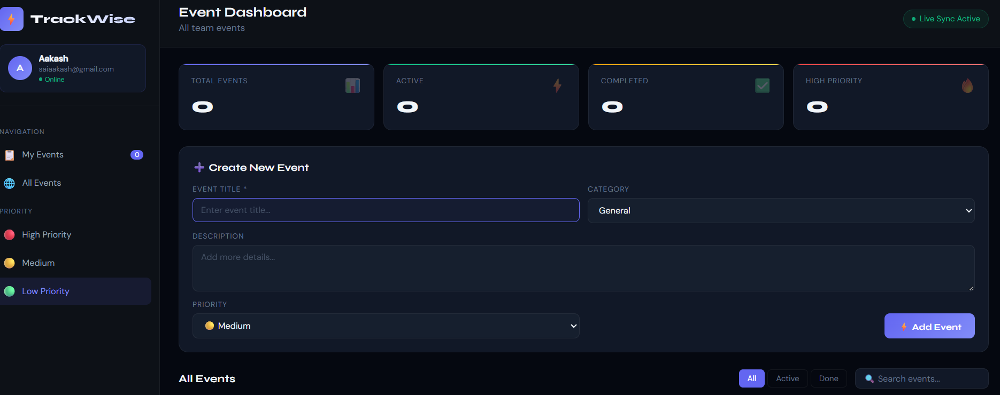 TrackWise
A
Aakash
saiaakash@gmail.com
Online
NAVIGATION
My Events
0
All Events
PRIORITY
High Priority
Medium
Low Priority
Event Dashboard
All team events
Live Sync Active
TOTAL EVENTS
0
ACTIVE
0
COMPLETED
0
HIGH PRIORITY
0
Create New Event
EVENT TITLE *
Enter event title...
CATEGORY
General
DESCRIPTION
Add more details...
PRIORITY
Medium
Add Event
All Events
All
Active
Done
Search events...